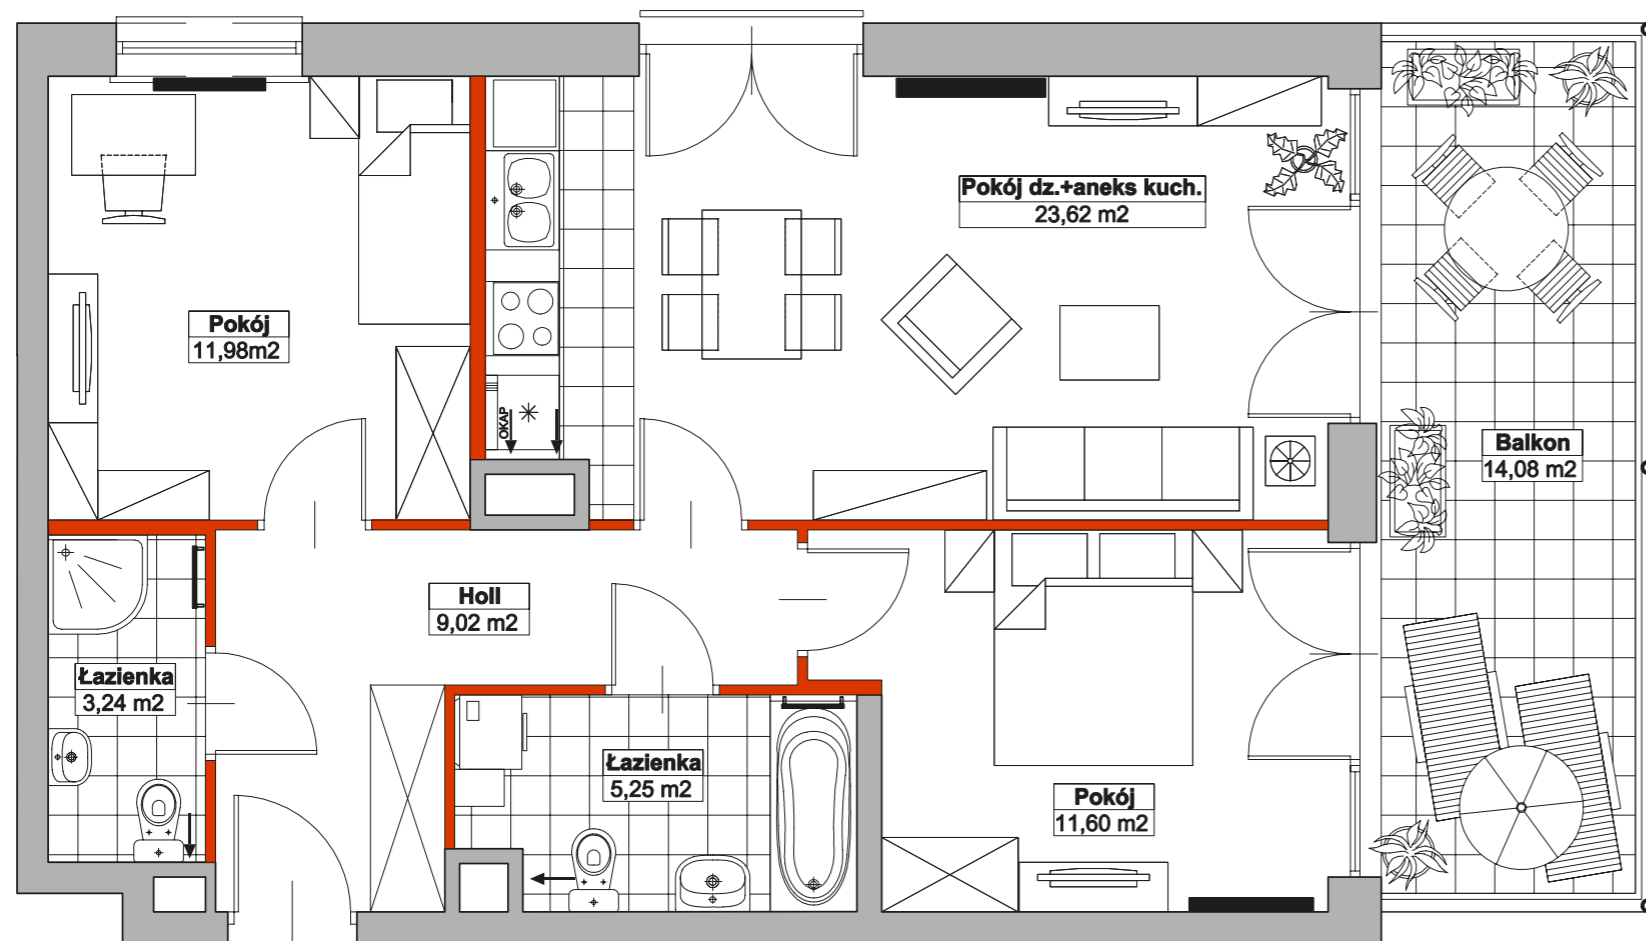 Pokój dz.+aneks kuch.
23,62 m2
Pokój
11,98m2
OKAP
Balkon
14,08 m2
Holl
9,02 m2
Łazienka
3,24 m2
Łazienka
5,25 m2
Pokój
11,60 m2